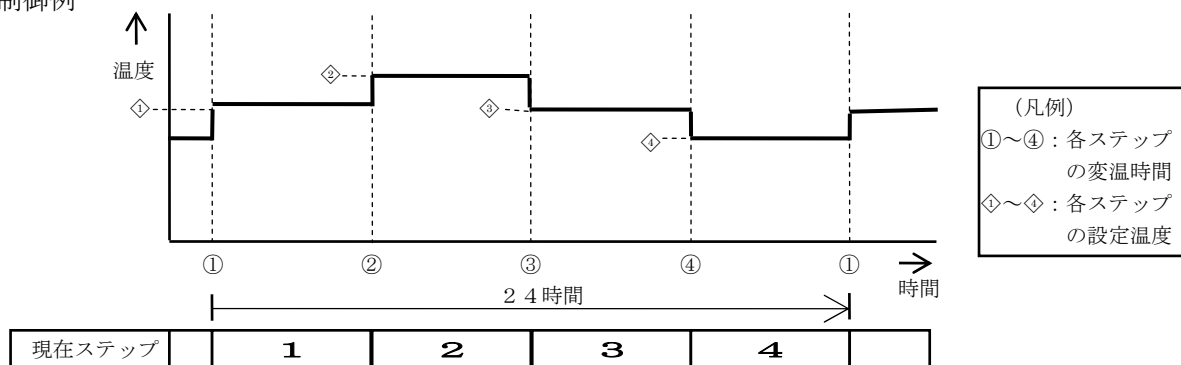 制御例
温度
◇1
◇2
◇3
◇4
① ② ③ ④ ①
時間
２４時間
現在ステップ 1 2 3 4
（凡例）
①～④：各ステップ
の変温時間
◇1～◇4：各ステップ
の設定温度